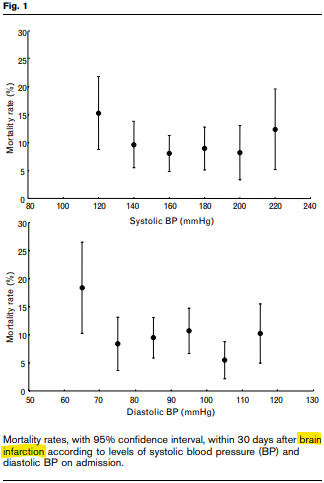 Fig. 1
30
25
20
15
10
5
0
Mortality rate (%)
80 100 120 140 160 180 200 220 240
Systolic BP (mmHg)
30
25
20
15
10
5
0
Mortality rate (%)
50 60 70 80 90 100 110 120 130
Diastolic BP (mmHg)
Mortality rates, with 95% confidence interval, within 30 days after brain
infarction according to levels of systolic blood pressure (BP) and
diastolic BP on admission.